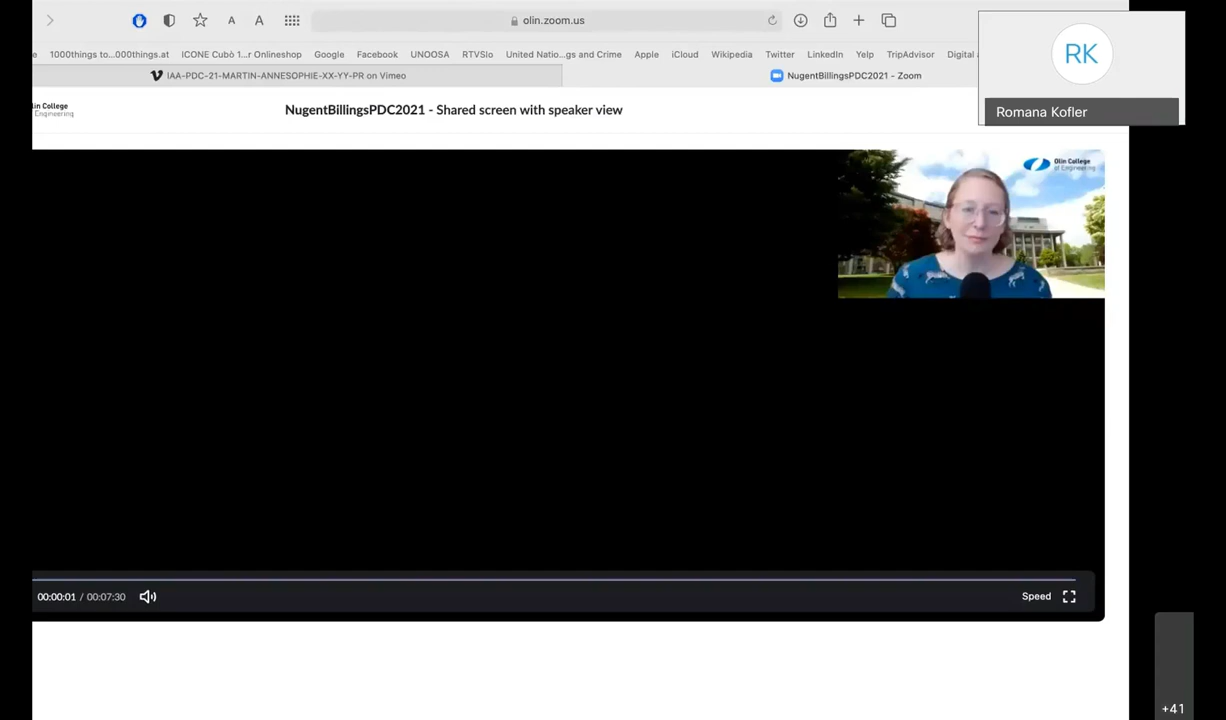 A A
olin.zoom.us
e 1000things to...000things.at ICONE Cubò 1...r Onlineshop Google Facebook UNOOSA RTVSlo United Natio...gs and Crime Apple iCloud Wikipedia Twitter LinkedIn Yelp TripAdvisor Digital
IAA-PDC-21-MARTIN-ANNESOPHIE-XX-YY-PR on Vimeo
NugentBillingsPDC2021 - Zoom
RK
Romana Kofler
lin College
f Engineering
NugentBillingsPDC2021 - Shared screen with speaker view
Olin College
of Engineering
00:00:01 / 00:07:30
Speed
+41